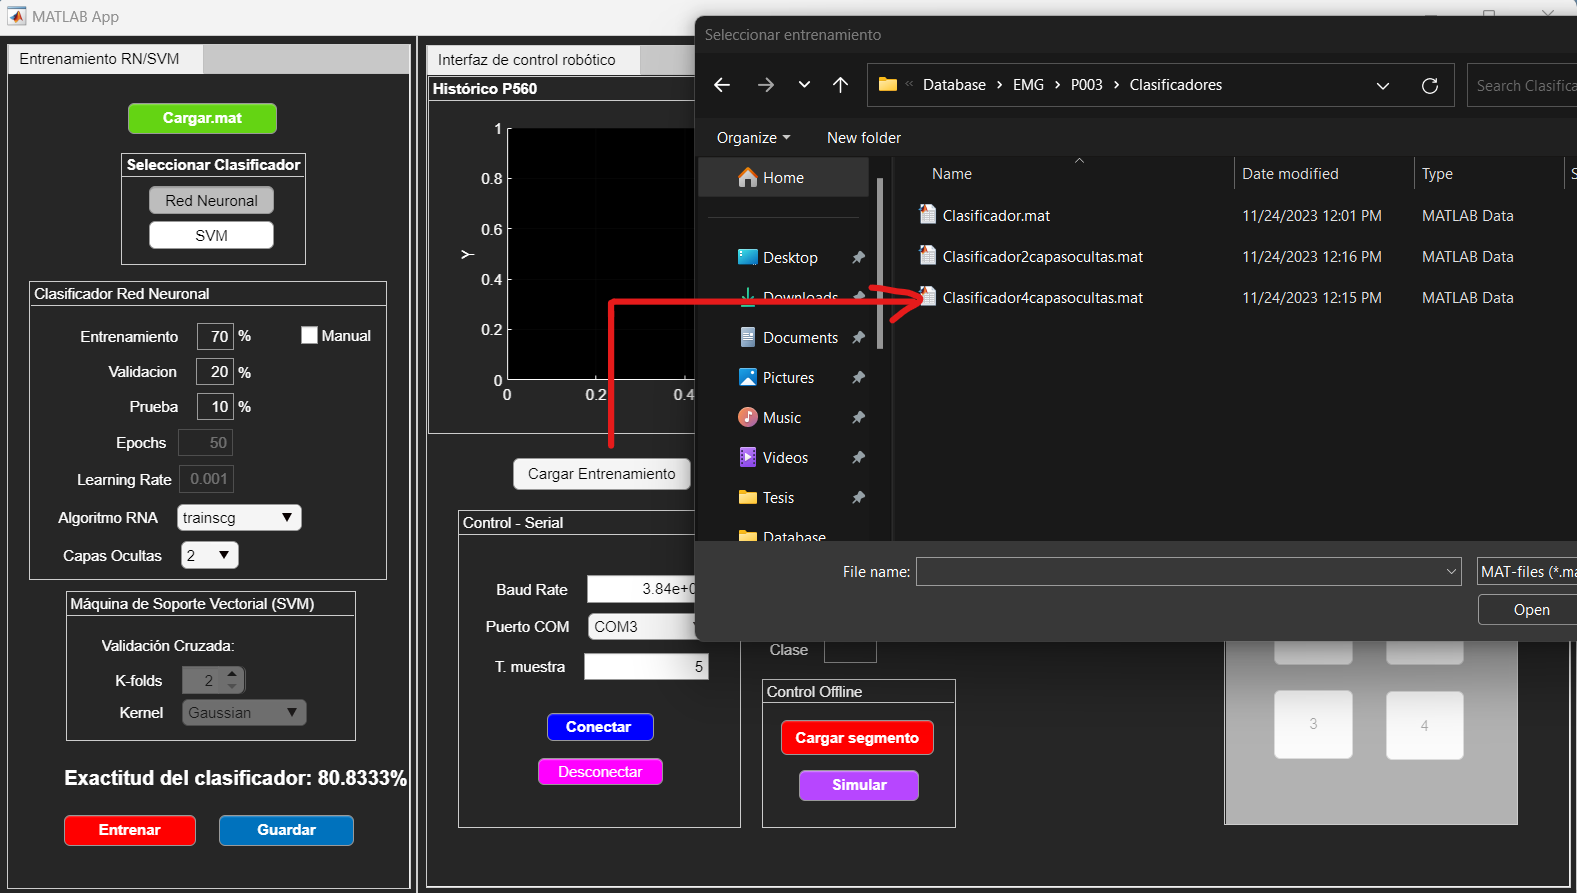 MATLAB App
Entrenamiento RN/SVM
Cargar.mat
Seleccionar Clasificador
Red Neuronal
SVM
Clasificador Red Neuronal
Entrenamiento 70 % Manual
Validacion 20 %
Prueba 10 %
Epochs 50
Learning Rate 0.001
Algoritmo RNA trainscg
Capas Ocultas 2
Máquina de Soporte Vectorial (SVM)
Validación Cruzada:
K-folds 2
Kernel Gaussian
Exactitud del clasificador: 80.8333%
Entrenar Guardar
Interfaz de control robótico
Histórico P560
1
0.8
0.6
Y
0.4
0.2
0
0 0.2 0.4
Cargar Entrenamiento
Control - Serial
Baud Rate 3.84e+0
Puerto COM COM3
T. muestra 5
Conectar
Desconectar
Clase
Control Offline
Cargar segmento
Simular
3 4
Seleccionar entrenamiento
Database EMG P003 Clasificadores
Search Clasifica
Organize New folder
Home
Desktop
Downloads
Documents
Pictures
Music
Videos
Tesis
Database
Name Date modified Type S
Clasificador.mat 11/24/2023 12:01 PM MATLAB Data
Clasificador2capasocultas.mat 11/24/2023 12:16 PM MATLAB Data
Clasificador4capasocultas.mat 11/24/2023 12:15 PM MATLAB Data
File name: MAT-files (*.ma
Open